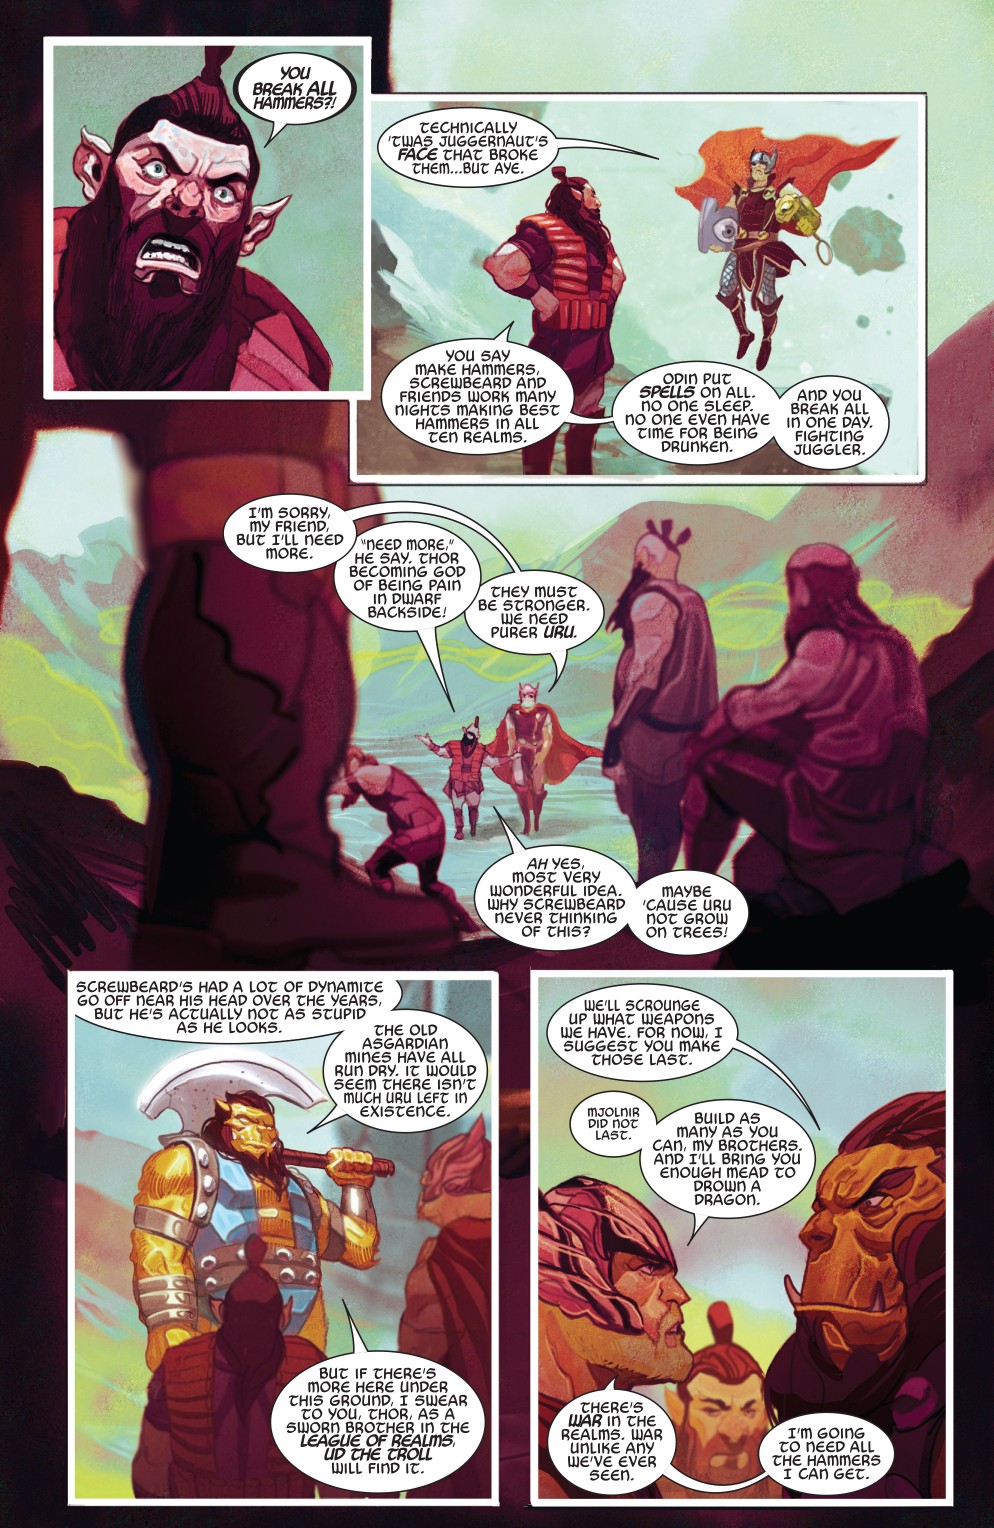 YOU
BREAK ALL
HAMMERS?!
TECHNICALLY
'TWAS JUGGERNAUT'S
FACE THAT BROKE
THEM...BUT AYE.
YOU SAY
MAKE HAMMERS,
SCREWBEARD AND
FRIENDS WORK MANY
NIGHTS MAKING BEST
HAMMERS IN ALL
TEN REALMS.
ODIN PUT
SPELLS ON ALL.
NO ONE SLEEP.
NO ONE EVEN HAVE
TIME FOR BEING
DRUNKEN.
AND YOU
BREAK ALL
IN ONE DAY.
FIGHTING
JUGGLER.
I'M SORRY,
MY FRIEND,
BUT I'LL NEED
MORE.
"NEED MORE,"
HE SAY. THOR
BECOMING GOD
OF BEING PAIN
IN DWARF
BACKSIDE!
THEY MUST
BE STRONGER.
WE NEED
PURER URU.
AH YES,
MOST VERY
WONDERFUL IDEA.
WHY SCREWBEARD
NEVER THINKING
OF THIS?
MAYBE
'CAUSE URU
NOT GROW
ON TREES!
SCREWBEARD'S HAD A LOT OF DYNAMITE
GO OFF NEAR HIS HEAD OVER THE YEARS,
BUT HE'S ACTUALLY NOT AS STUPID
AS HE LOOKS.
THE OLD
ASGARDIAN
MINES HAVE ALL
RUN DRY. IT WOULD
SEEM THERE ISN'T
MUCH URU LEFT IN
EXISTENCE.
BUT IF THERE'S
MORE HERE UNDER
THIS GROUND, I SWEAR
TO YOU, THOR, AS A
SWORN BROTHER IN THE
LEAGUE OF REALMS,
UD THE TROLL
WILL FIND IT.
WE'LL SCROUNGE
UP WHAT WEAPONS
WE HAVE. FOR NOW, I
SUGGEST YOU MAKE
THOSE LAST.
MJOLNIR
DID NOT
LAST.
BUILD AS
MANY AS YOU
CAN, MY BROTHERS.
AND I'LL BRING YOU
ENOUGH MEAD TO
DROWN A
DRAGON.
THERE'S
WAR IN THE
REALMS. WAR
UNLIKE ANY
WE'VE EVER
SEEN.
I'M GOING
TO NEED ALL
THE HAMMERS
I CAN GET.